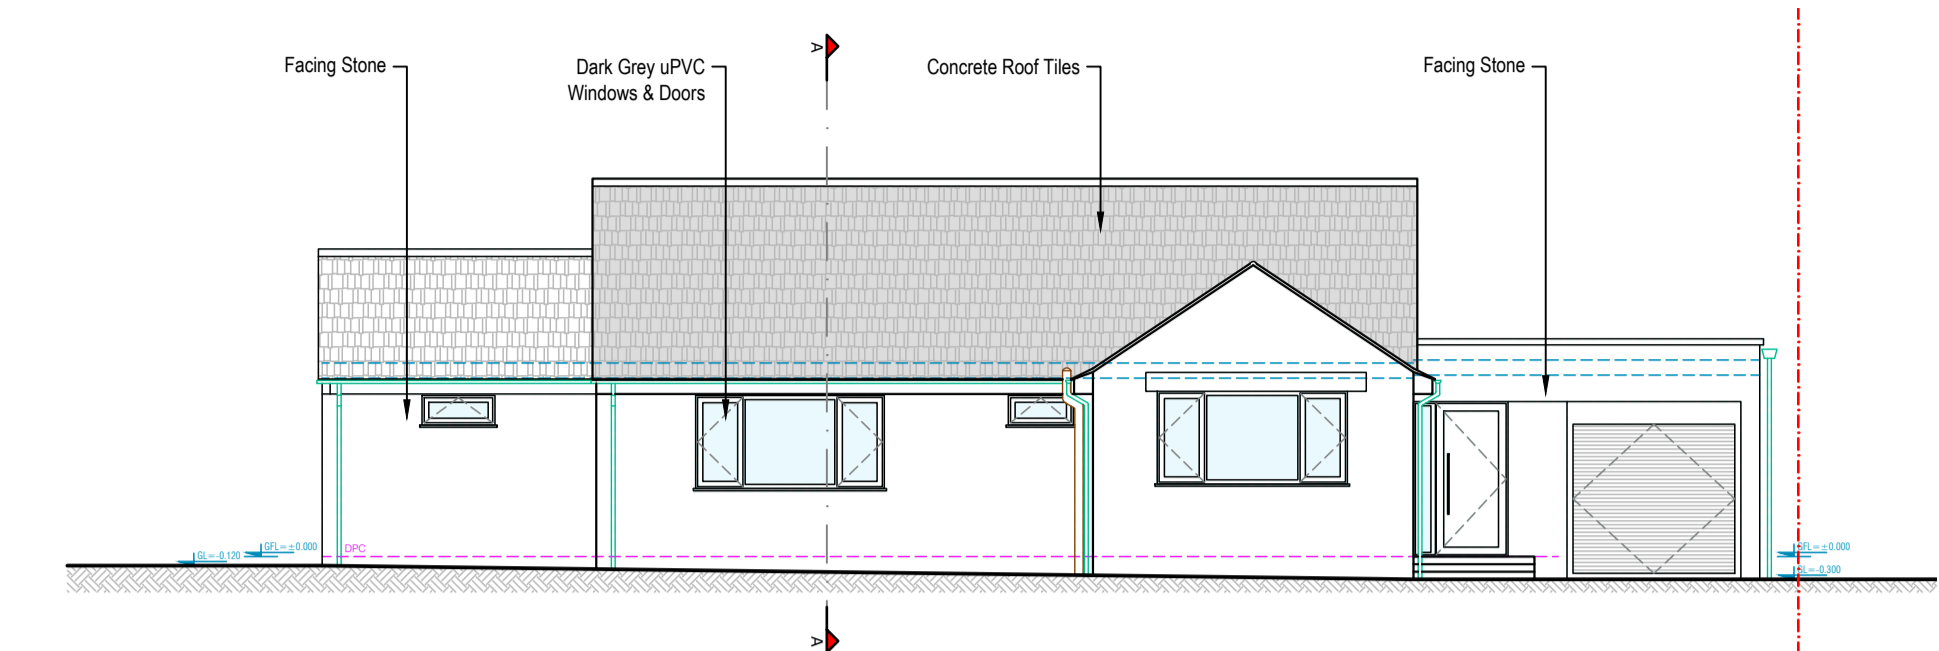 A
Facing Stone
Dark Grey uPVC
Windows & Doors
Concrete Roof Tiles
Facing Stone
GL=-0.120
GFL=±0.000
DPC
GFL=±0.000
GL=-0.300
A